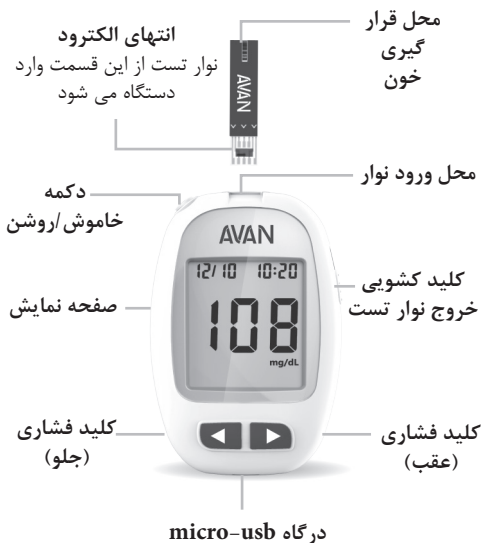 محل قرار
گیری
خون
انتهای الکترود
نوار تست از این قسمت وارد
دستگاه می شود
AVAN
محل ورود نوار
دکمه
خاموش/روشن
AVAN
12/10 10:20
108
mg/dL
کلید کشویی
خروج نوار تست
صفحه نمایش
کلید فشاری
(عقب)
کلید فشاری
(جلو)
درگاه micro-usb